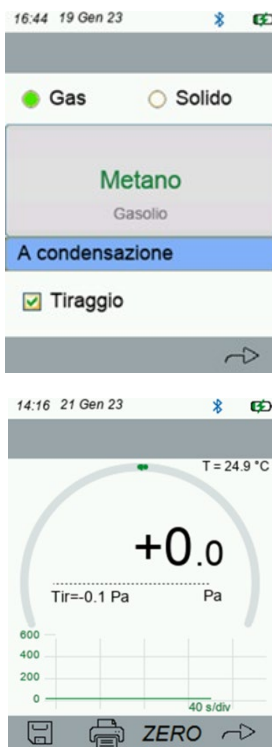 16:44 19 Gen 23
Gas Solido
Metano
Gasolio
A condensazione
Tiraggio
14:16 21 Gen 23
T = 24.9 °C
+0.0
Tir=-0.1 Pa Pa
600
400
200
0
40 s/div
ZERO